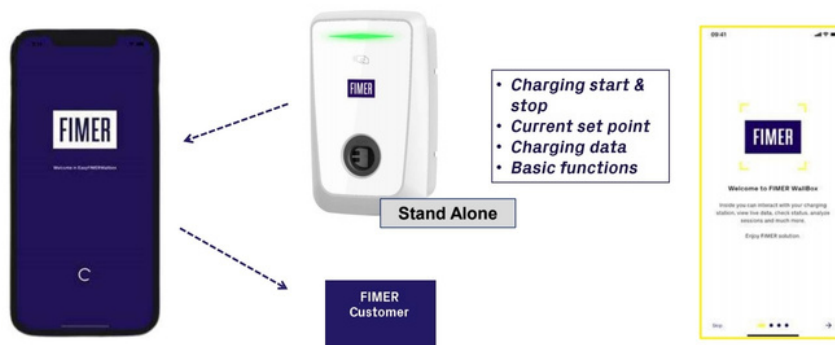 FIMER
Welcome in EasyFIMERWallbox
FIMER
Stand Alone
• Charging start &
stop
• Current set point
• Charging data
• Basic functions
FIMER
Customer
09:41
FIMER
Welcome to FIMER WallBox
Inside you can interact with your charging
station, view live data, check status, analyze
sessions and much more.
Enjoy FIMER solution.
Skip